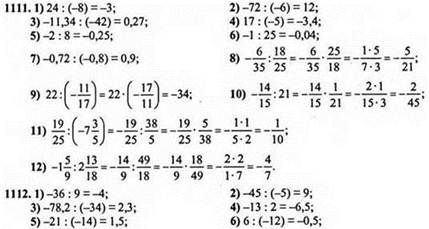 1111. 1) 24 : (–8) = –3; 2) –72 : (–6) = 12;
3) –11,34 : (–42) = 0,27; 4) 17 : (–5) = –3,4;
5) –2 : 8 = –0,25; 6) –1 : 25 = –0,04;
7) –0,72 : (–0,8) = 0,9; 8) –6/35 : 18/25 = –6/35 · 25/18 = –1·5/7·3 = –5/21;
9) 22 : (–11/17) = 22 · (–17/11) = –34; 10) –14/15 : 21 = –14/15 · 1/21 = –2·1/15·3 = –2/45;
11) 19/25 : (–7 3/5) = –19/25 : 38/5 = –19/25 · 5/38 = –1·1/5·2 = –1/10;
12) –1 5/9 : 2 13/18 = –14/9 : 49/18 = –14/9 · 18/49 = –2·2/1·7 = –4/7.
1112. 1) –36 : 9 = –4; 2) –45 : (–5) = 9;
3) –78,2 : (–34) = 2,3; 4) –13 : 2 = –6,5;
5) –21 : (–14) = 1,5; 6) 6 : (–12) = –0,5;